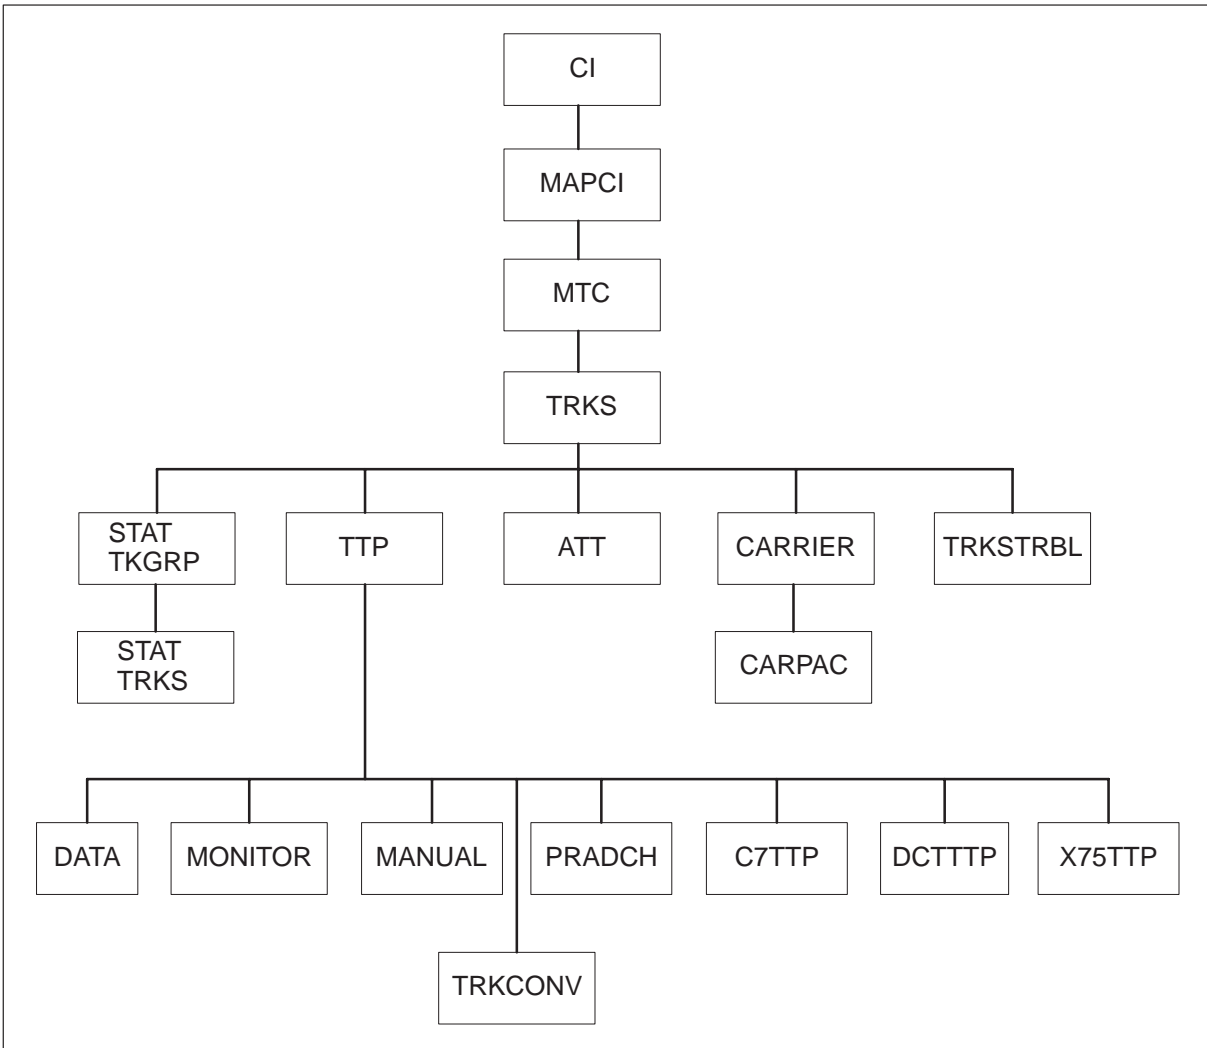 CI
MAPCI
MTC
TRKS
STAT
TKGRP
TTP
ATT
CARRIER
TRKSTRBL
STAT
TRKS
CARPAC
DATA
MONITOR
MANUAL
PRADCH
C7TTP
DCTTTP
X75TTP
TRKCONV